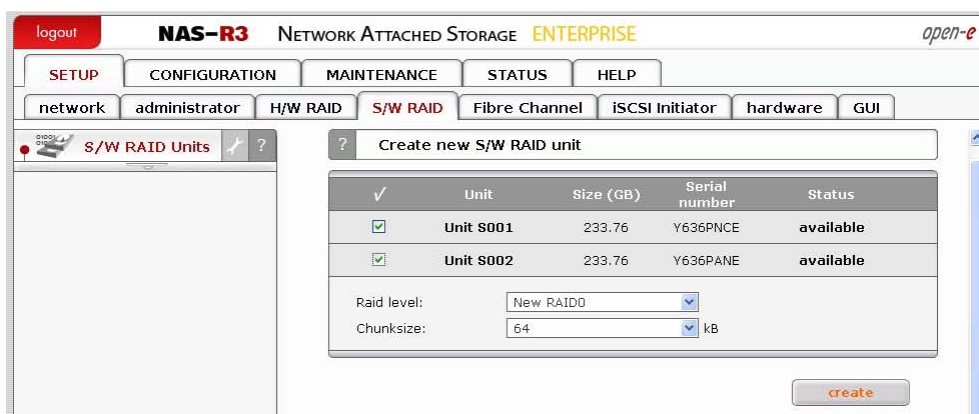 logout NAS-R3 NETWORK ATTACHED STORAGE ENTERPRISE open-e
SETUP CONFIGURATION MAINTENANCE STATUS HELP
network administrator H/W RAID S/W RAID Fibre Channel iSCSI Initiator hardware GUI
S/W RAID Units ?
? Create new S/W RAID unit
Unit Size (GB) Serial number Status
Unit S001 233.76 Y636PNCE available
Unit S002 233.76 Y636PANE available
Raid level: New RAID0
Chunksize: 64 kB
create